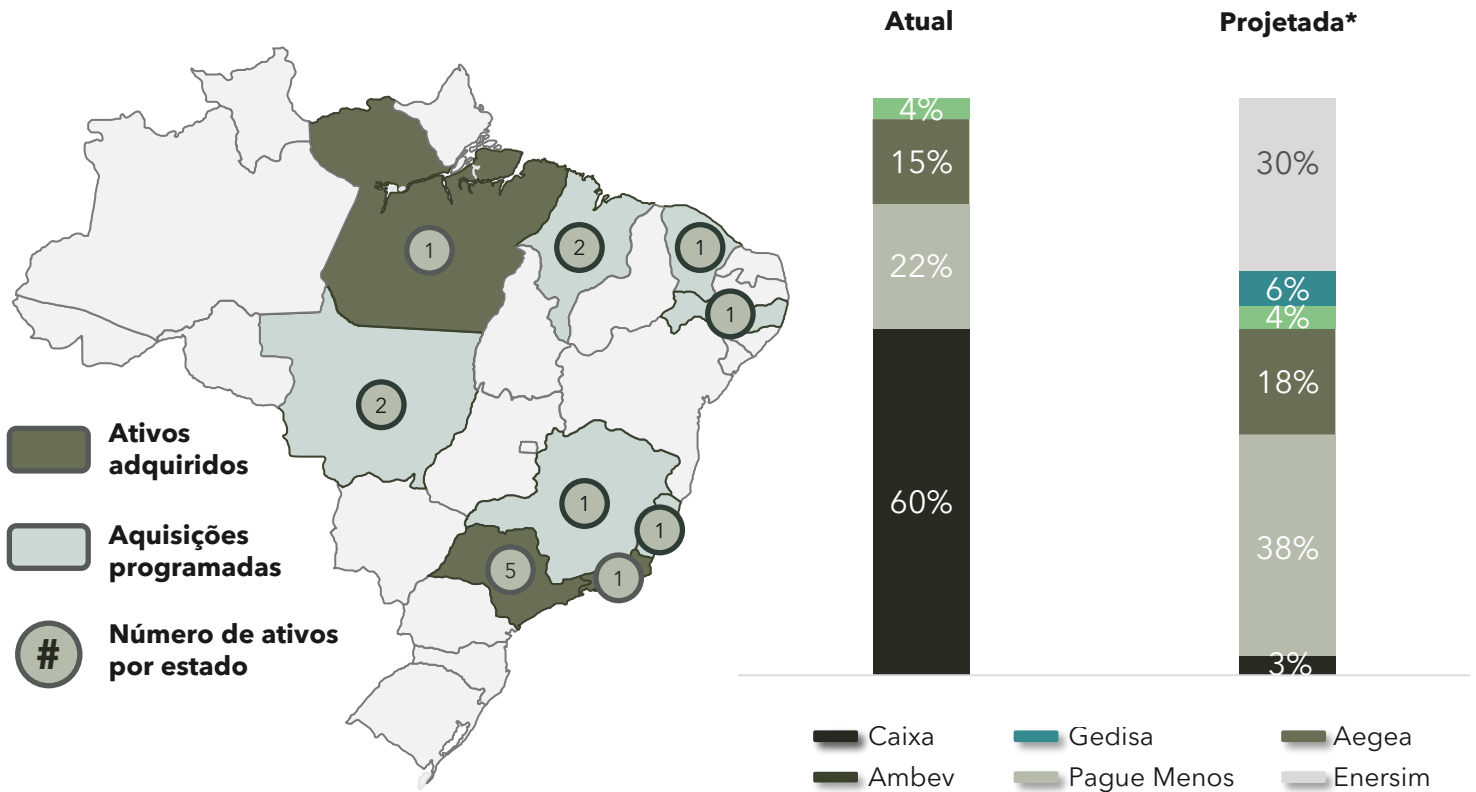 Atual
Projetada*
4%
15%
22%
60%
30%
6%
4%
18%
38%
3%
1
2
1
1
2
1
1
5
1
Ativos
adquiridos
Aquisições
programadas
#
Número de ativos
por estado
Caixa
Gedisa
Aegea
Ambev
Pague Menos
Enersim